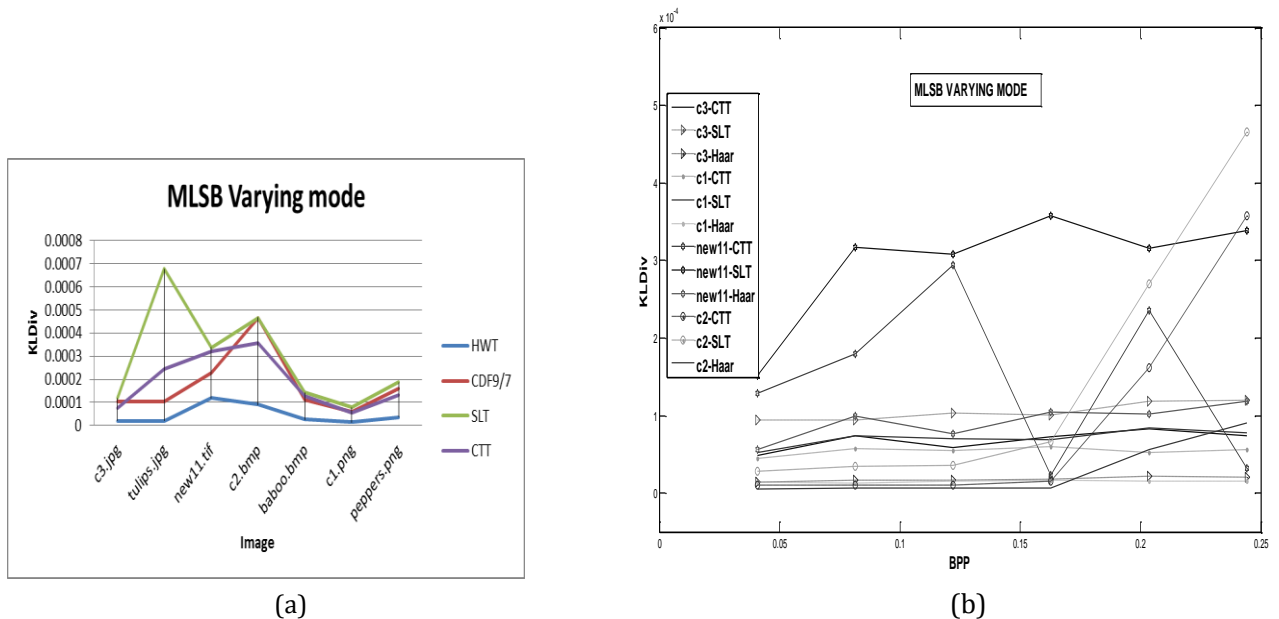 MLSB Varying mode
0.0008
0.0007
0.0006
0.0005
0.0004
0.0003
0.0002
0.0001
0
KLDiv
c3.jpg
tulips.jpg
new11.tif
c2.bmp
baboo.bmp
c1.png
peppers.png
Image
HWT
CDF9/7
SLT
CTT
(a)
x 10⁻⁴
6
5
4
3
2
1
0
KLDiv
MLSB VARYING MODE
c3-CTT
c3-SLT
c3-Haar
c1-CTT
c1-SLT
c1-Haar
new11-CTT
new11-SLT
new11-Haar
c2-CTT
c2-SLT
c2-Haar
0 0.05 0.1 0.15 0.2 0.25
BPP
(b)